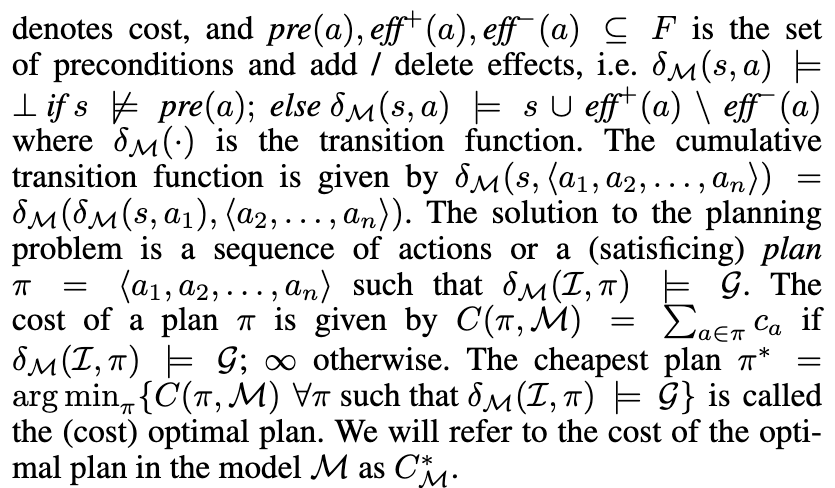 denotes cost, and pre(a), eff⁺(a), eff⁻(a) ⊆ F is the set
of preconditions and add / delete effects, i.e. δ_ℳ(s, a) ⊨
⊥ if s ⊭ pre(a); else δ_ℳ(s, a) ⊨ s ∪ eff⁺(a) \ eff⁻(a)
where δ_ℳ(·) is the transition function. The cumulative
transition function is given by δ_ℳ(s, ⟨a₁, a₂, . . . , aₙ⟩) =
δ_ℳ(δ_ℳ(s, a₁), ⟨a₂, . . . , aₙ⟩). The solution to the planning
problem is a sequence of actions or a (satisficing) plan
π = ⟨a₁, a₂, . . . , aₙ⟩ such that δ_ℳ(ℐ, π) ⊨ 𝒢. The
cost of a plan π is given by C(π, ℳ) = ∑_{a∈π} c_a if
δ_ℳ(ℐ, π) ⊨ 𝒢; ∞ otherwise. The cheapest plan π* =
arg min_π{C(π, ℳ) ∀π such that δ_ℳ(ℐ, π) ⊨ 𝒢} is called
the (cost) optimal plan. We will refer to the cost of the opti-
mal plan in the model ℳ as C*_ℳ.